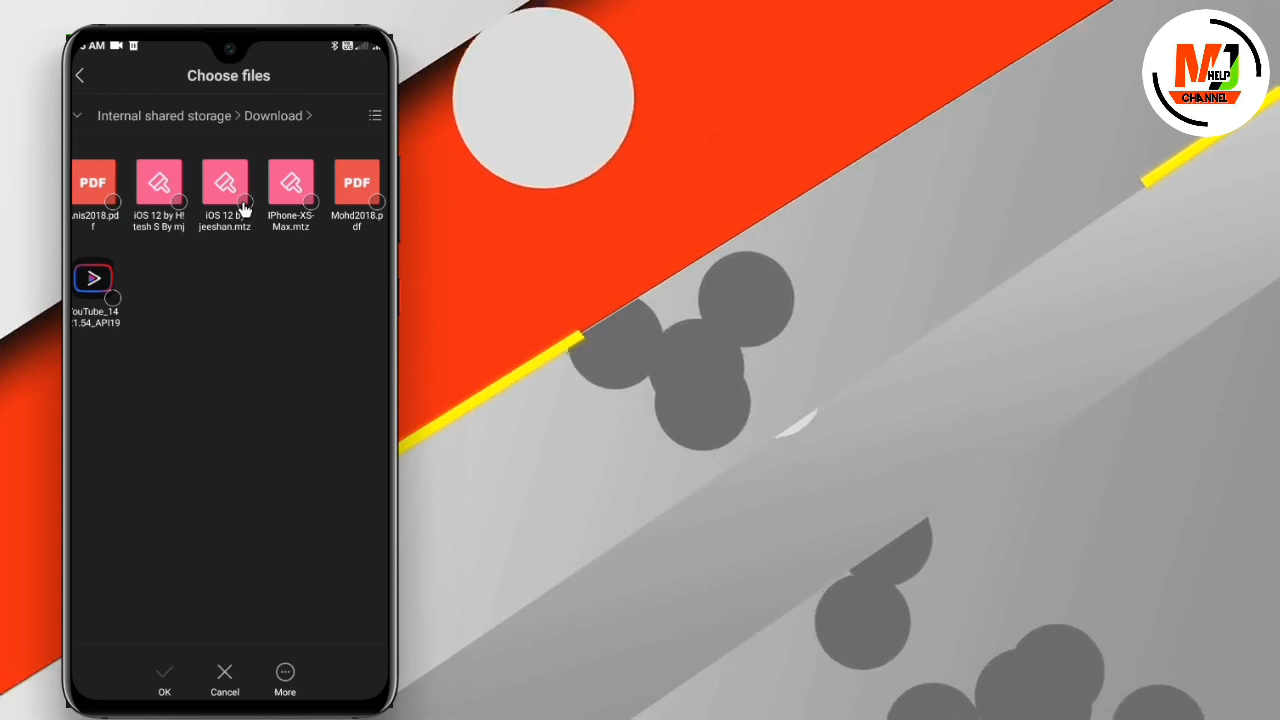 AM
Choose files
Internal shared storage > Download >
PDF
PDF
nis2018.pd
f
iOS 12 by H!
tesh S By mj
iOS 12 b
jeeshan.mtz
IPhone-XS-
Max.mtz
Mohd2018.p
df
ouTube_14
1.54_API19
OK
Cancel
More
MJ
HELP
CHANNEL